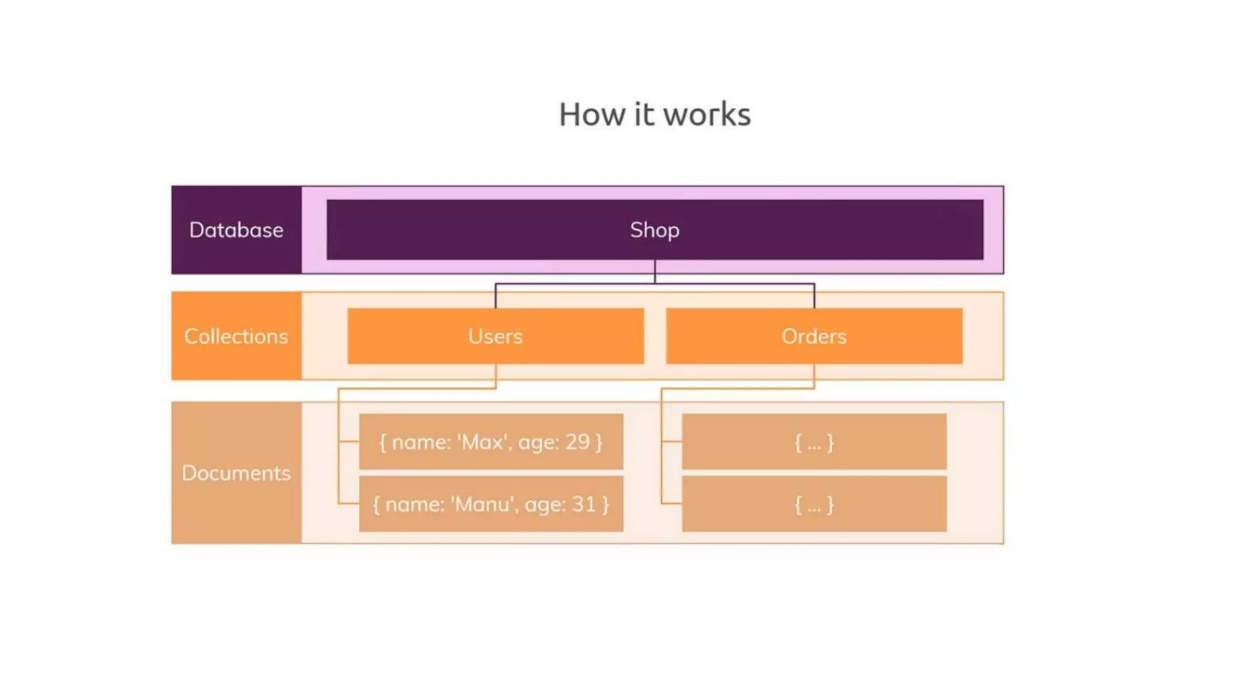 How it works
Database
Shop
Collections
Users
Orders
Documents
{ name: 'Max', age: 29 }
{ ... }
{ name: 'Manu', age: 31 }
{ ... }